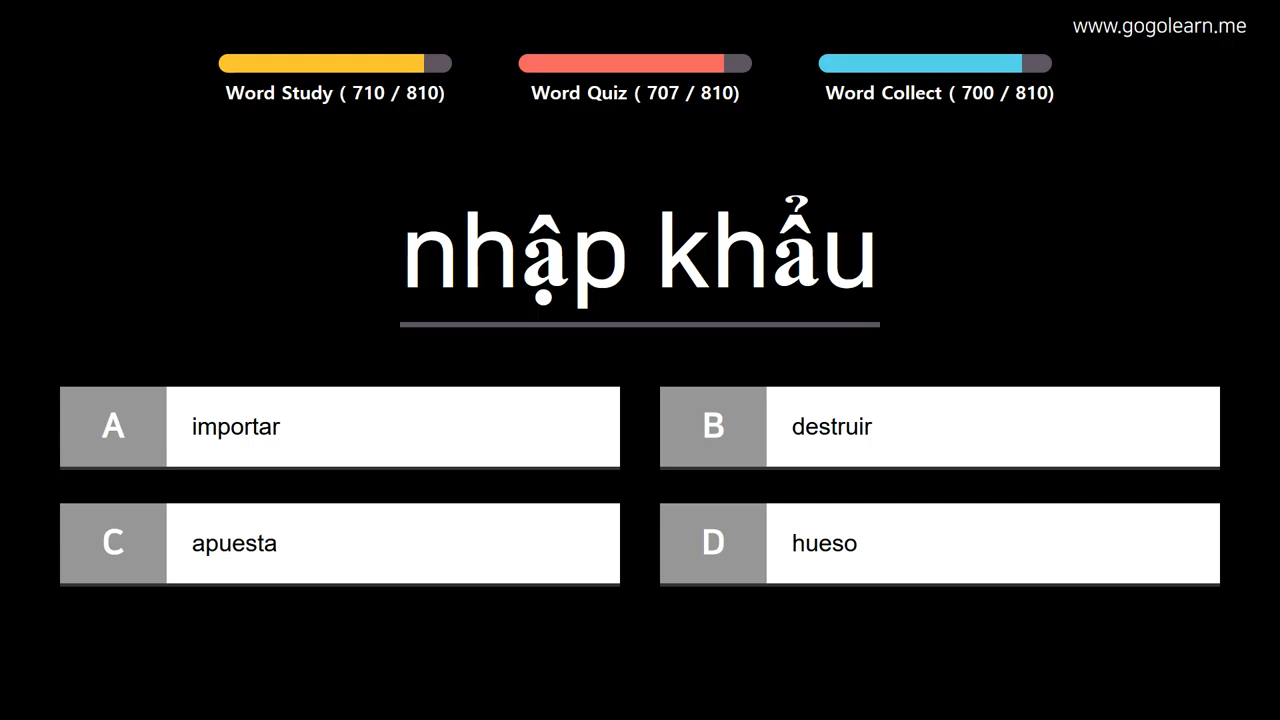 www.gogolearn.me
Word Study ( 710 / 810)
Word Quiz ( 707 / 810)
Word Collect ( 700 / 810)
nhập khẩu
A importar
B destruir
C apuesta
D hueso